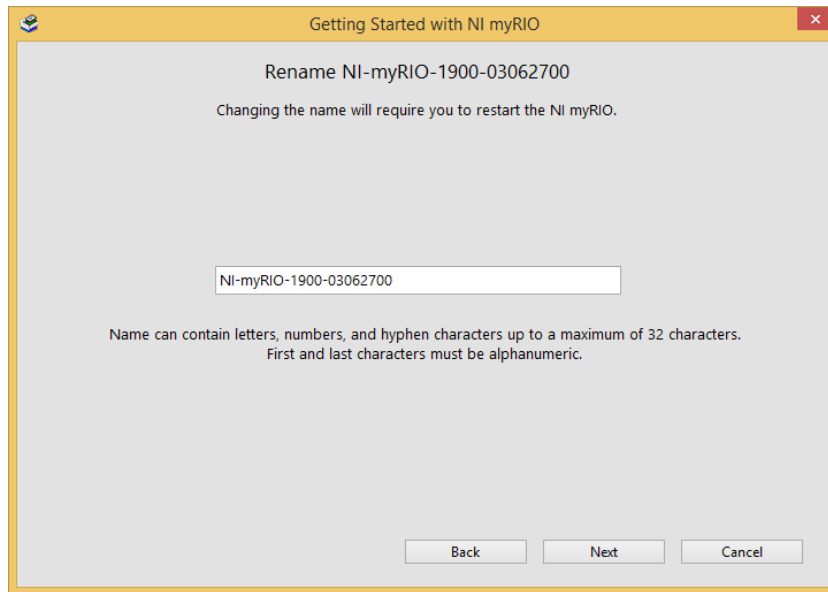 Getting Started with NI myRIO
Rename NI-myRIO-1900-03062700
Changing the name will require you to restart the NI myRIO.
NI-myRIO-1900-03062700
Name can contain letters, numbers, and hyphen characters up to a maximum of 32 characters.
First and last characters must be alphanumeric.
Back Next Cancel